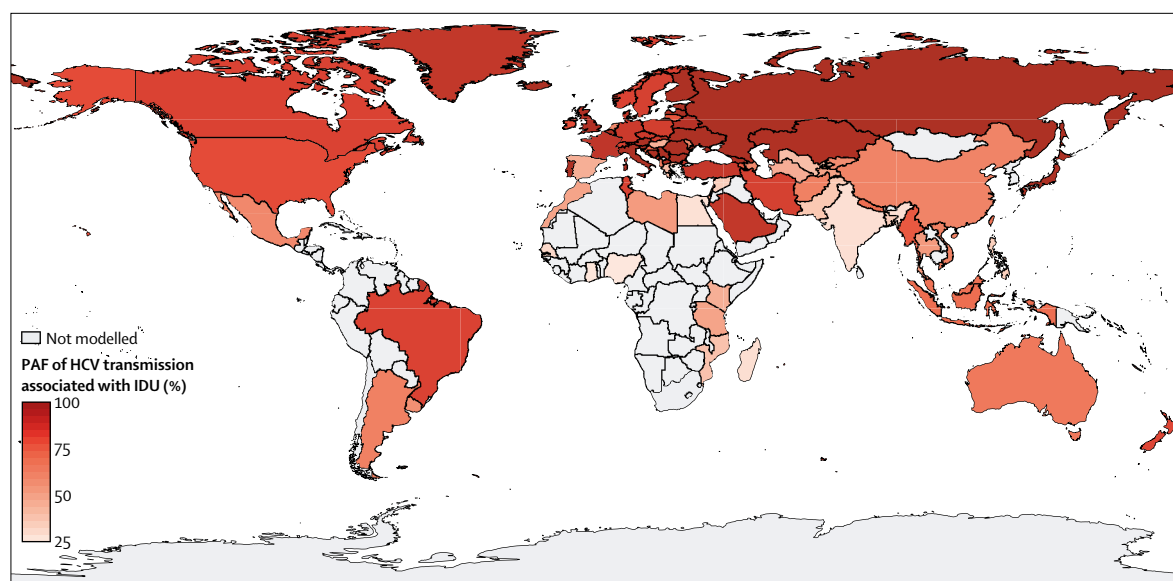 Not modelled
PAF of HCV transmission
associated with IDU (%)
100
75
50
25